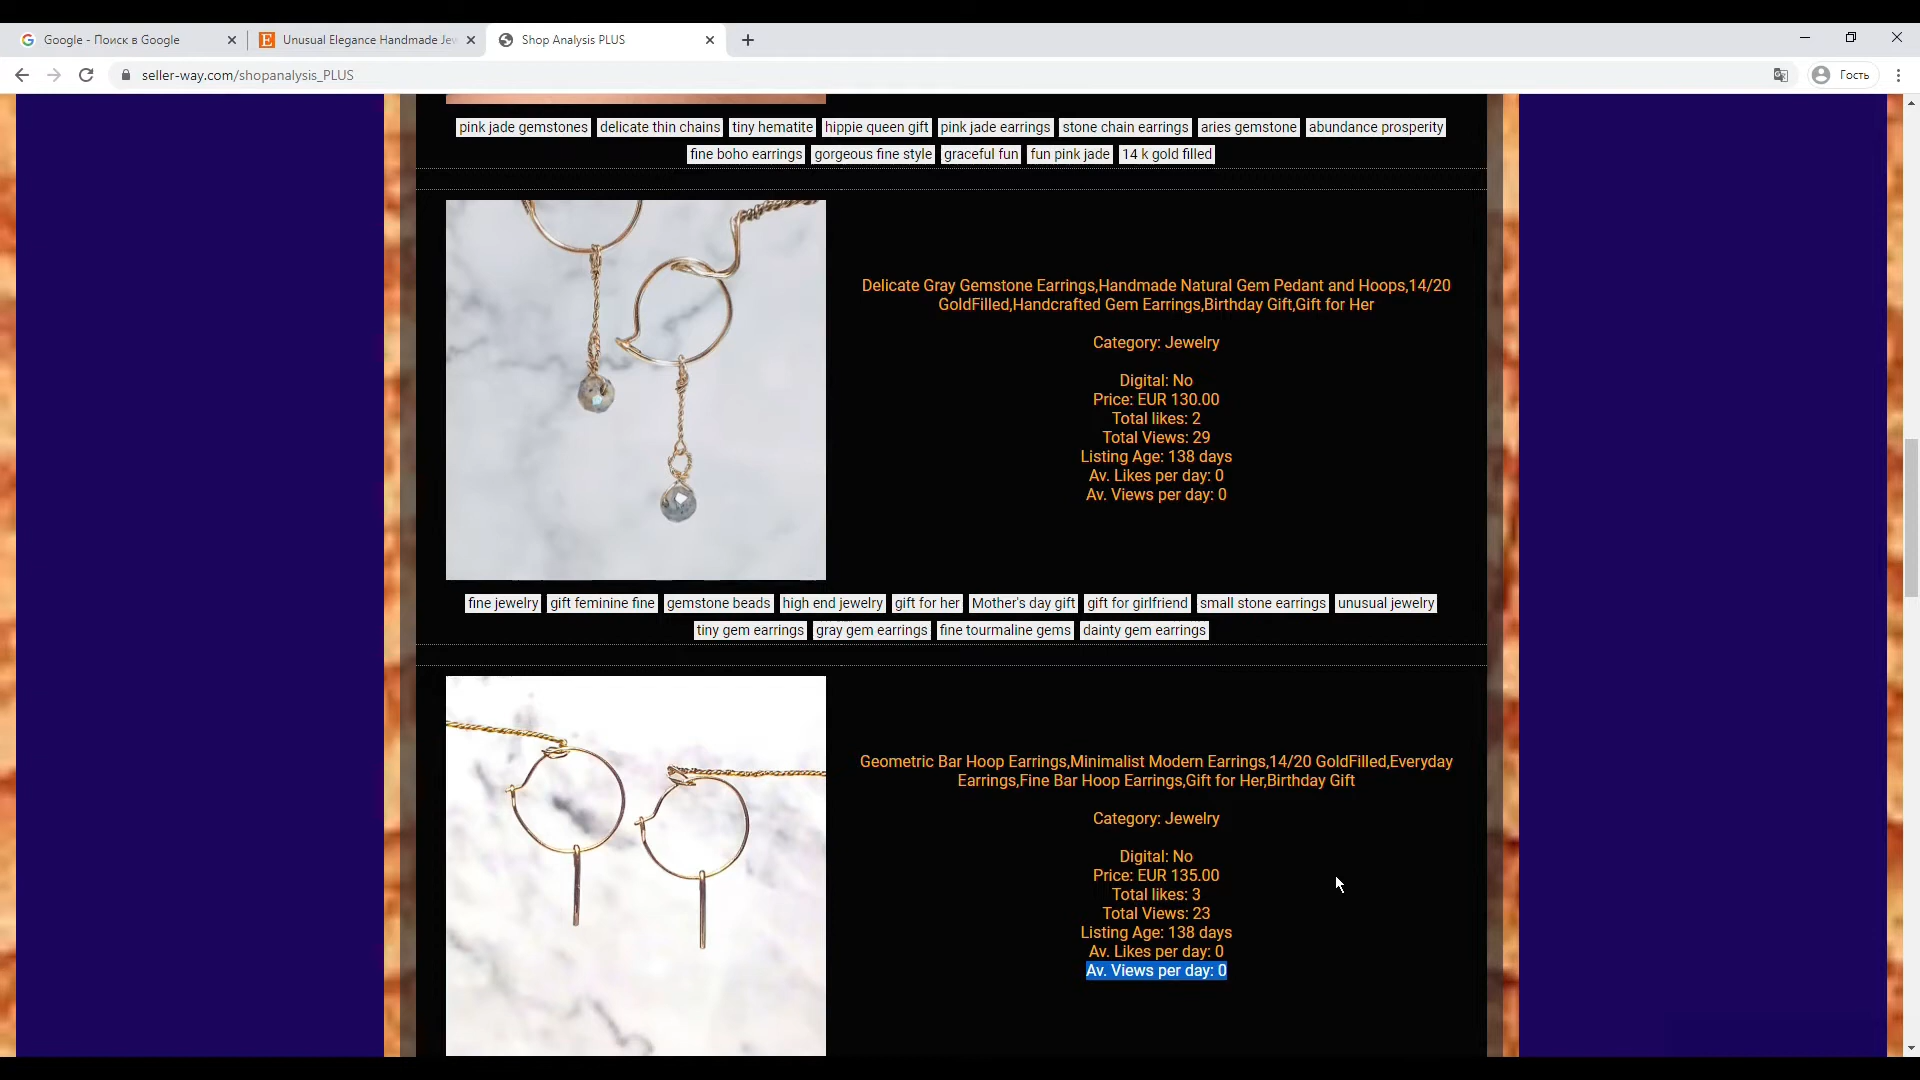 Google - Поиск в Google
Unusual Elegance Handmade Jew
Shop Analysis PLUS
seller-way.com/shopanalysis_PLUS
Гость
pink jade gemstones delicate thin chains tiny hematite hippie queen gift pink jade earrings stone chain earrings aries gemstone abundance prosperity
fine boho earrings gorgeous fine style graceful fun fun pink jade 14 k gold filled
Delicate Gray Gemstone Earrings,Handmade Natural Gem Pedant and Hoops,14/20
GoldFilled,Handcrafted Gem Earrings,Birthday Gift,Gift for Her
Category: Jewelry
Digital: No
Price: EUR 130.00
Total likes: 2
Total Views: 29
Listing Age: 138 days
Av. Likes per day: 0
Av. Views per day: 0
fine jewelry gift feminine fine gemstone beads high end jewelry gift for her Mother's day gift gift for girlfriend small stone earrings unusual jewelry
tiny gem earrings gray gem earrings fine tourmaline gems dainty gem earrings
Geometric Bar Hoop Earrings,Minimalist Modern Earrings,14/20 GoldFilled,Everyday
Earrings,Fine Bar Hoop Earrings,Gift for Her,Birthday Gift
Category: Jewelry
Digital: No
Price: EUR 135.00
Total likes: 3
Total Views: 23
Listing Age: 138 days
Av. Likes per day: 0
Av. Views per day: 0